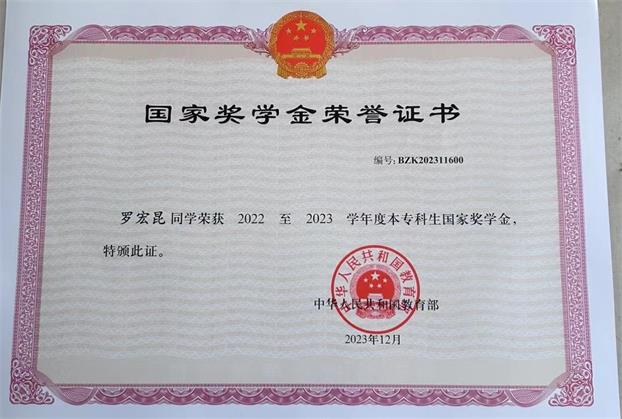 国家奖学金荣誉证书
编号: BZK202311600
罗宏昆同学荣获 2022 至 2023 学年度本专科生国家奖学金,
特颁此证。
中华人民共和国教育部
中华人民共和国教育部
2023年12月